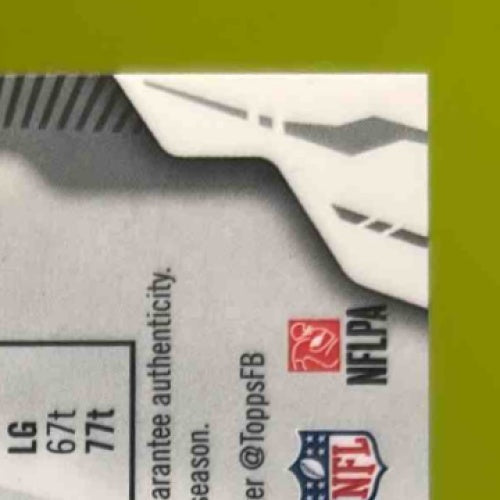 LG
67t
77t
arantee authenticity.
season.
er @ToppsFB
NFLPA
NFL